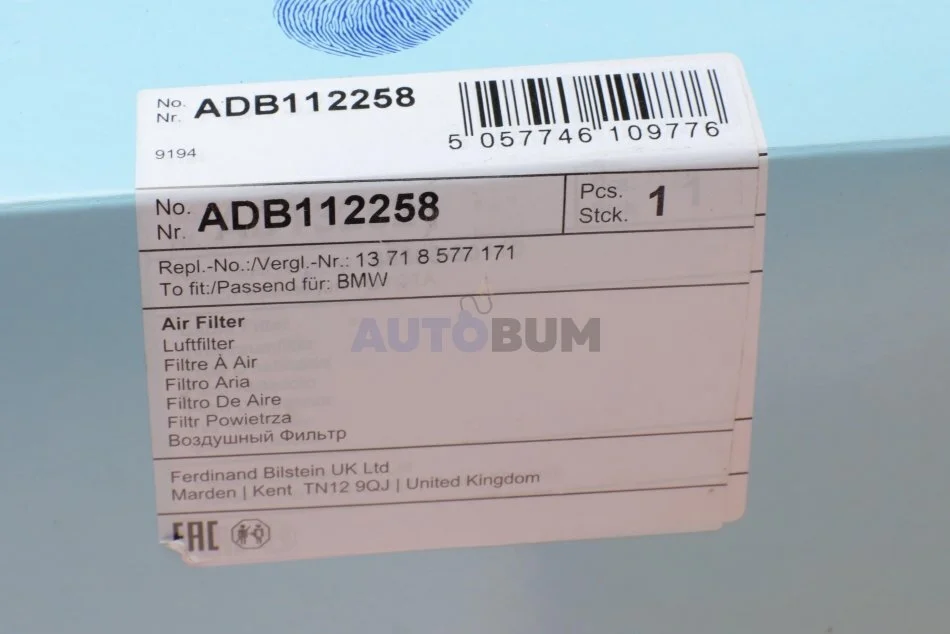 No. ADB112258
Nr.
9194
5 057746 109776
No. ADB112258
Nr.
Pcs. 1
Stck.
Repl.-No.:/Vergl.-Nr.: 13 71 8 577 171
To fit:/Passend für: BMW
Air Filter
Luftfilter
Filtre À Air
Filtro Aria
Filtro De Aire
Filtr Powietrza
Воздушный Фильтр
AUTOBUM
Ferdinand Bilstein UK Ltd
Marden | Kent TN12 9QJ | United Kingdom
EAC